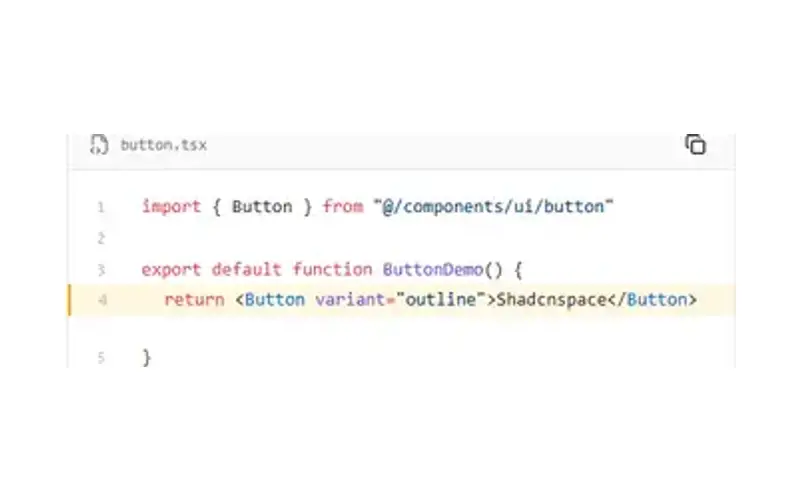 button.tsx
1 import { Button } from "@/components/ui/button"
2
3 export default function ButtonDemo() {
4 return <Button variant="outline">Shadcnspace</Button>
5 }